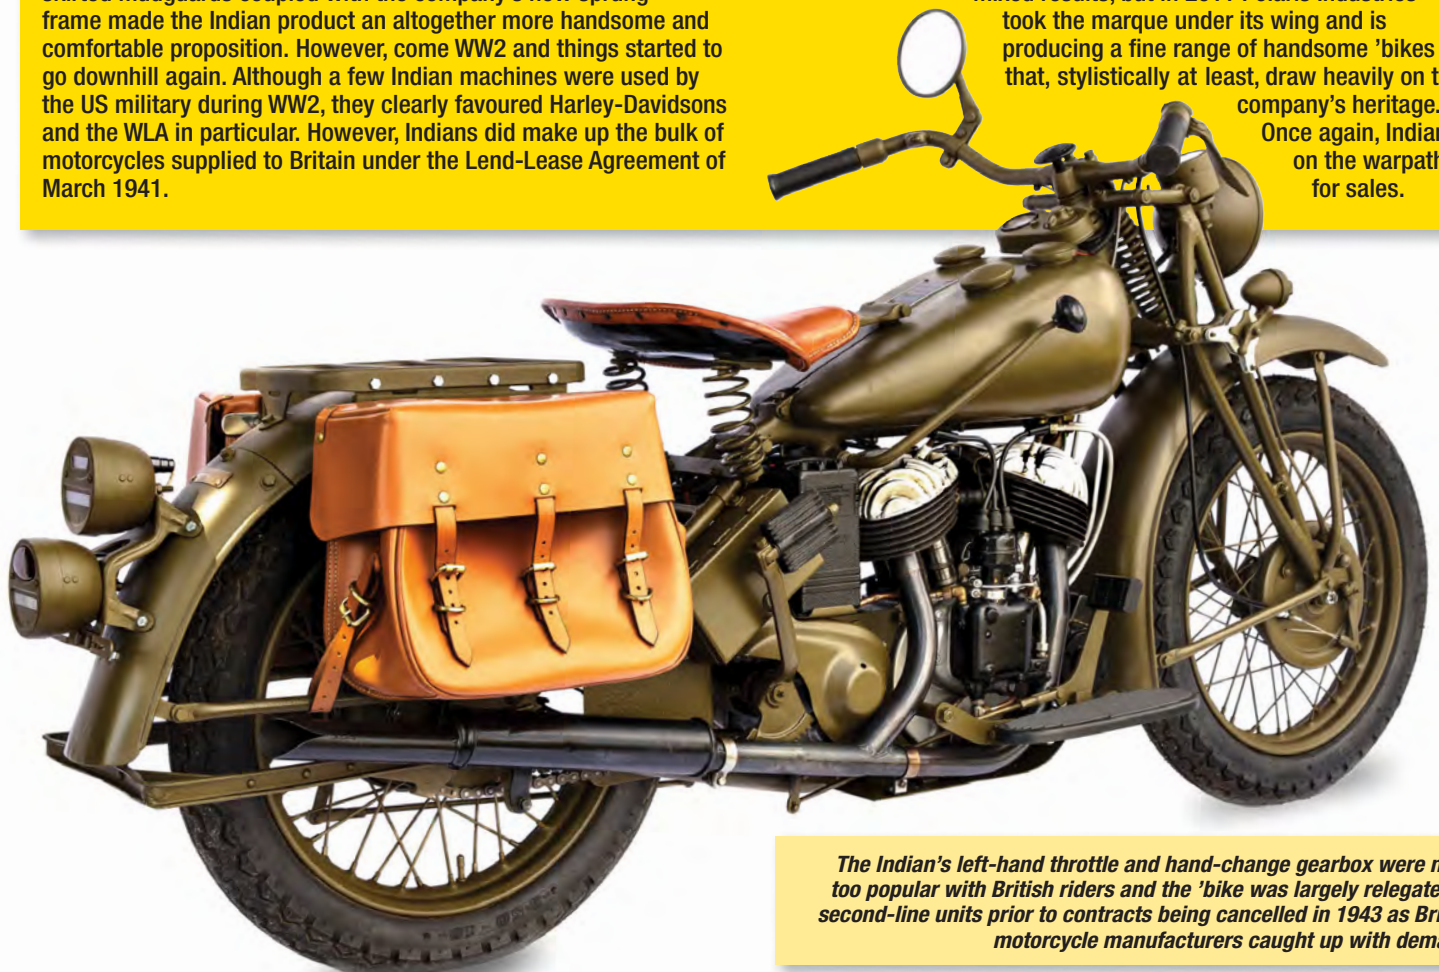 frame made the Indian product an altogether more handsome and
comfortable proposition. However, come WW2 and things started to
go downhill again. Although a few Indian machines were used by
the US military during WW2, they clearly favoured Harley-Davidsons
and the WLA in particular. However, Indians did make up the bulk of
motorcycles supplied to Britain under the Lend-Lease Agreement of
March 1941.
took the marque under its wing and is
producing a fine range of handsome ’bikes
that, stylistically at least, draw heavily on
company’s heritage.
Once again, Indian
on the warpath
for sales.
The Indian’s left-hand throttle and hand-change gearbox were
too popular with British riders and the ’bike was largely
second-line units prior to contracts being cancelled in 1943 as
motorcycle manufacturers caught up with